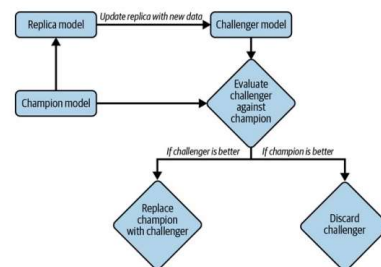 Replica model
Update replica with new data
Challenger model
Champion model
Evaluate
challenger
against
champion
If challenger is better
If champion is better
Replace
champion
with challenger
Discard
challenger